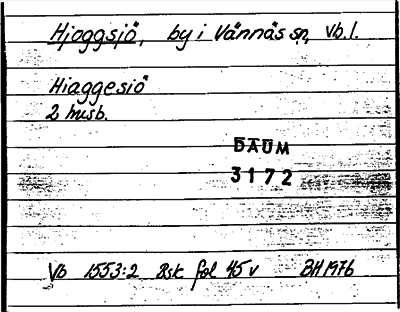 Hjoggsjö, by i Vännäs sn, Vb.l.
Hiaggesiö
2 husb.
DAUM
3172
Vb 1553:2 Bsk fol 45 v BH 1976